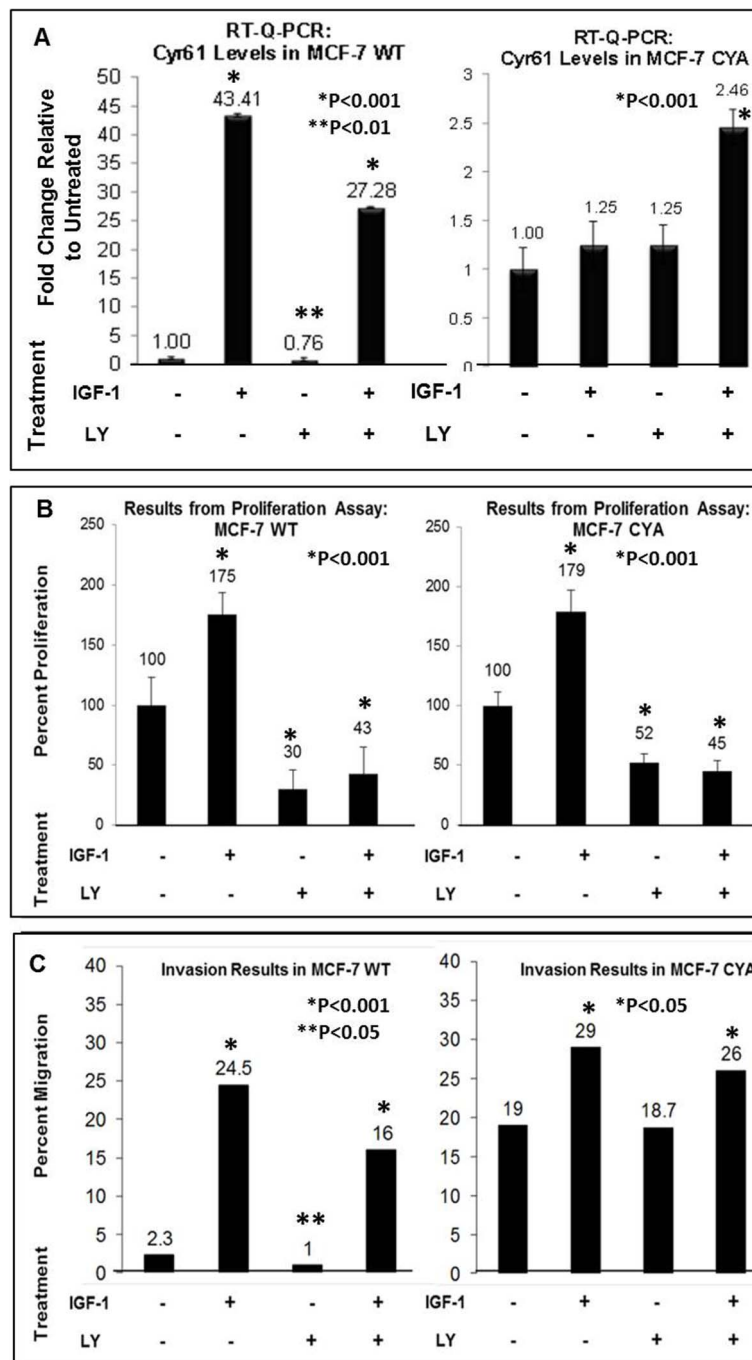 A
RT-Q-PCR:
Cyr61 Levels in MCF-7 WT
Fold Change Relative
to Untreated
50
45
40
35
30
25
20
15
10
5
0
*
43.41
*P<0.001
**P<0.01
*
27.28
**
1.00
0.76
Treatment
IGF-1 - + - +
LY - - + +
RT-Q-PCR:
Cyr61 Levels in MCF-7 CYA
3
2.5
2
1.5
1
0.5
0
*P<0.001
2.46
*
1.00
1.25
1.25
IGF-1 - + - +
LY - - + +
B
Results from Proliferation Assay:
MCF-7 WT
Percent Proliferation
250
200
150
100
50
0
*P<0.001
100
*
175
*
30
*
43
Treatment
IGF-1 - + - +
LY - - + +
Results from Proliferation Assay:
MCF-7 CYA
250
200
150
100
50
0
*P<0.001
100
*
179
*
52
*
45
IGF-1 - + - +
LY - - + +
C
Invasion Results in MCF-7 WT
Percent Migration
40
35
30
25
20
15
10
5
0
*P<0.001
**P<0.05
2.3
*
24.5
**
1
*
16
Treatment
IGF-1 - + - +
LY - - + +
Invasion Results in MCF-7 CYA
40
35
30
25
20
15
10
5
0
*P<0.05
19
*
29
18.7
*
26
IGF-1 - + - +
LY - - + +